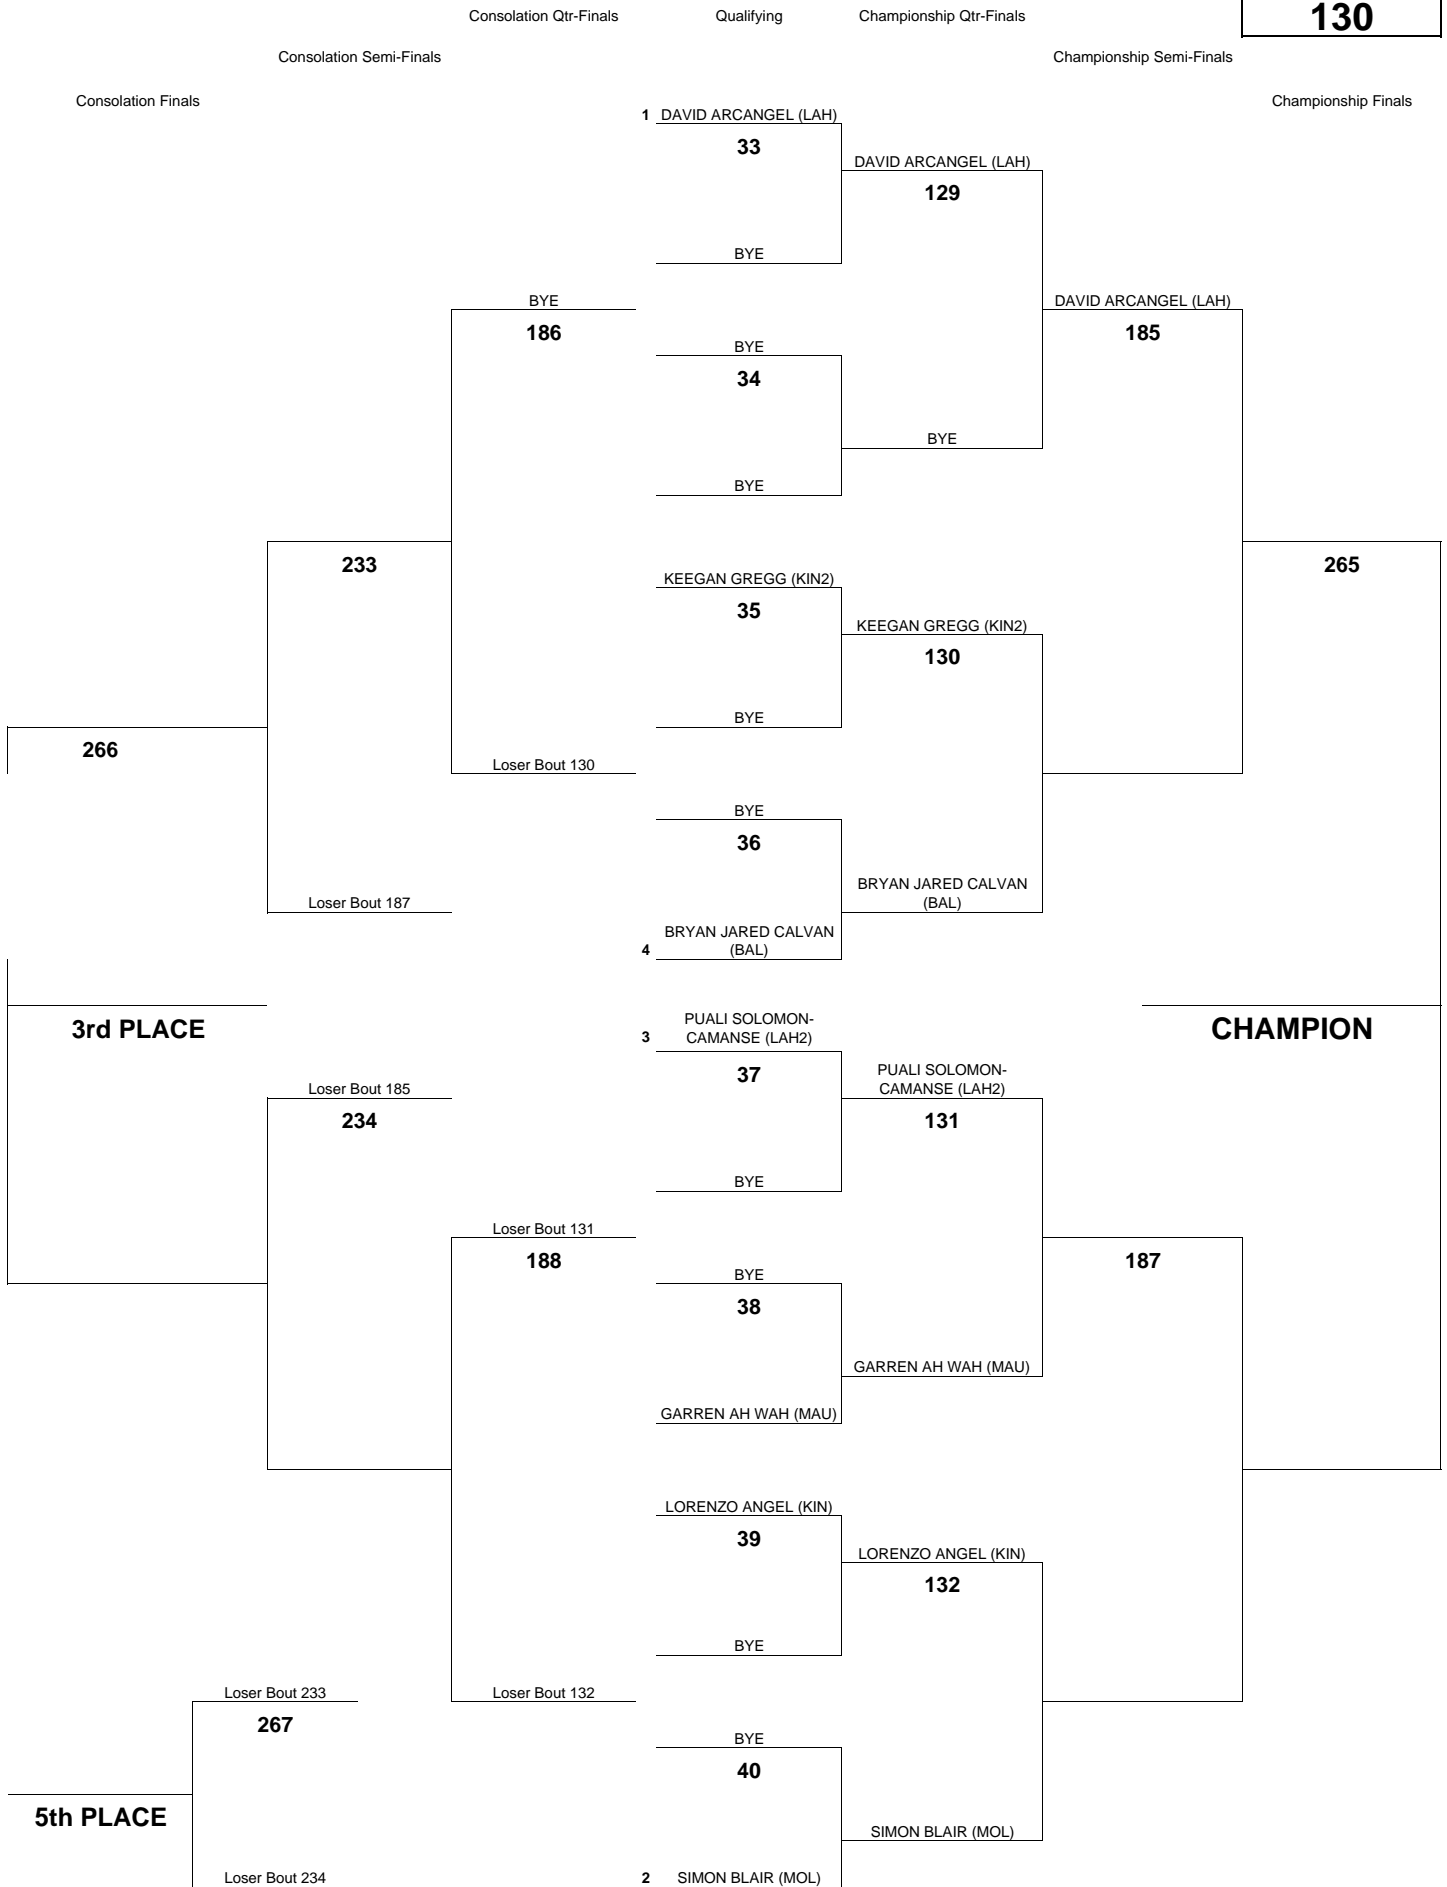 Consolation Qtr-Finals Qualifying Championship Qtr-Finals 130
Consolation Semi-Finals Championship Semi-Finals
Consolation Finals Championship Finals
1 DAVID ARCANGEL (LAH)
33
DAVID ARCANGEL (LAH)
129
BYE
BYE DAVID ARCANGEL (LAH)
186 185
BYE
34
BYE
BYE
233 265
KEEGAN GREGG (KIN2)
35
KEEGAN GREGG (KIN2)
130
BYE
266
Loser Bout 130
BYE
36
BRYAN JARED CALVAN
(BAL)
Loser Bout 187
BRYAN JARED CALVAN
4 (BAL)
3rd PLACE CHAMPION
PUALI SOLOMON-
3 CAMANSE (LAH2)
37
PUALI SOLOMON-
CAMANSE (LAH2)
Loser Bout 185
234 131
BYE
Loser Bout 131
188 187
BYE
38
GARREN AH WAH (MAU)
GARREN AH WAH (MAU)
LORENZO ANGEL (KIN)
39
LORENZO ANGEL (KIN)
132
BYE
Loser Bout 233 Loser Bout 132
267
BYE
40
5th PLACE
SIMON BLAIR (MOL)
Loser Bout 234 2 SIMON BLAIR (MOL)